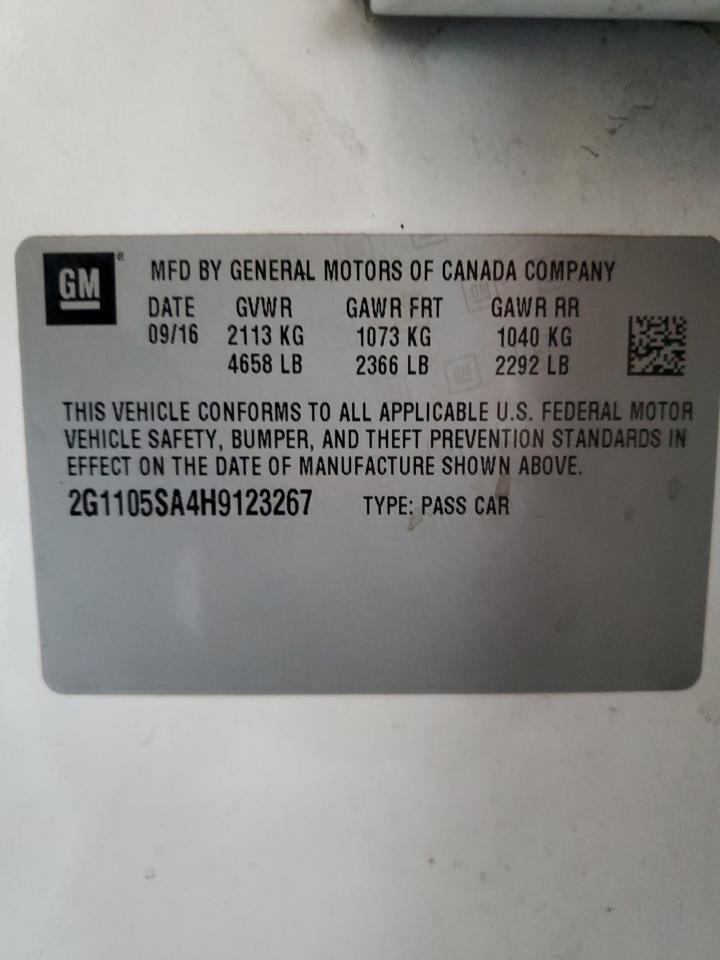 GM®
MFD BY GENERAL MOTORS OF CANADA COMPANY
DATE GVWR GAWR FRT GAWR RR
09/16 2113 KG 1073 KG 1040 KG
4658 LB 2366 LB 2292 LB
THIS VEHICLE CONFORMS TO ALL APPLICABLE U.S. FEDERAL MOTOR
VEHICLE SAFETY, BUMPER, AND THEFT PREVENTION STANDARDS IN
EFFECT ON THE DATE OF MANUFACTURE SHOWN ABOVE.
2G1105SA4H9123267 TYPE: PASS CAR